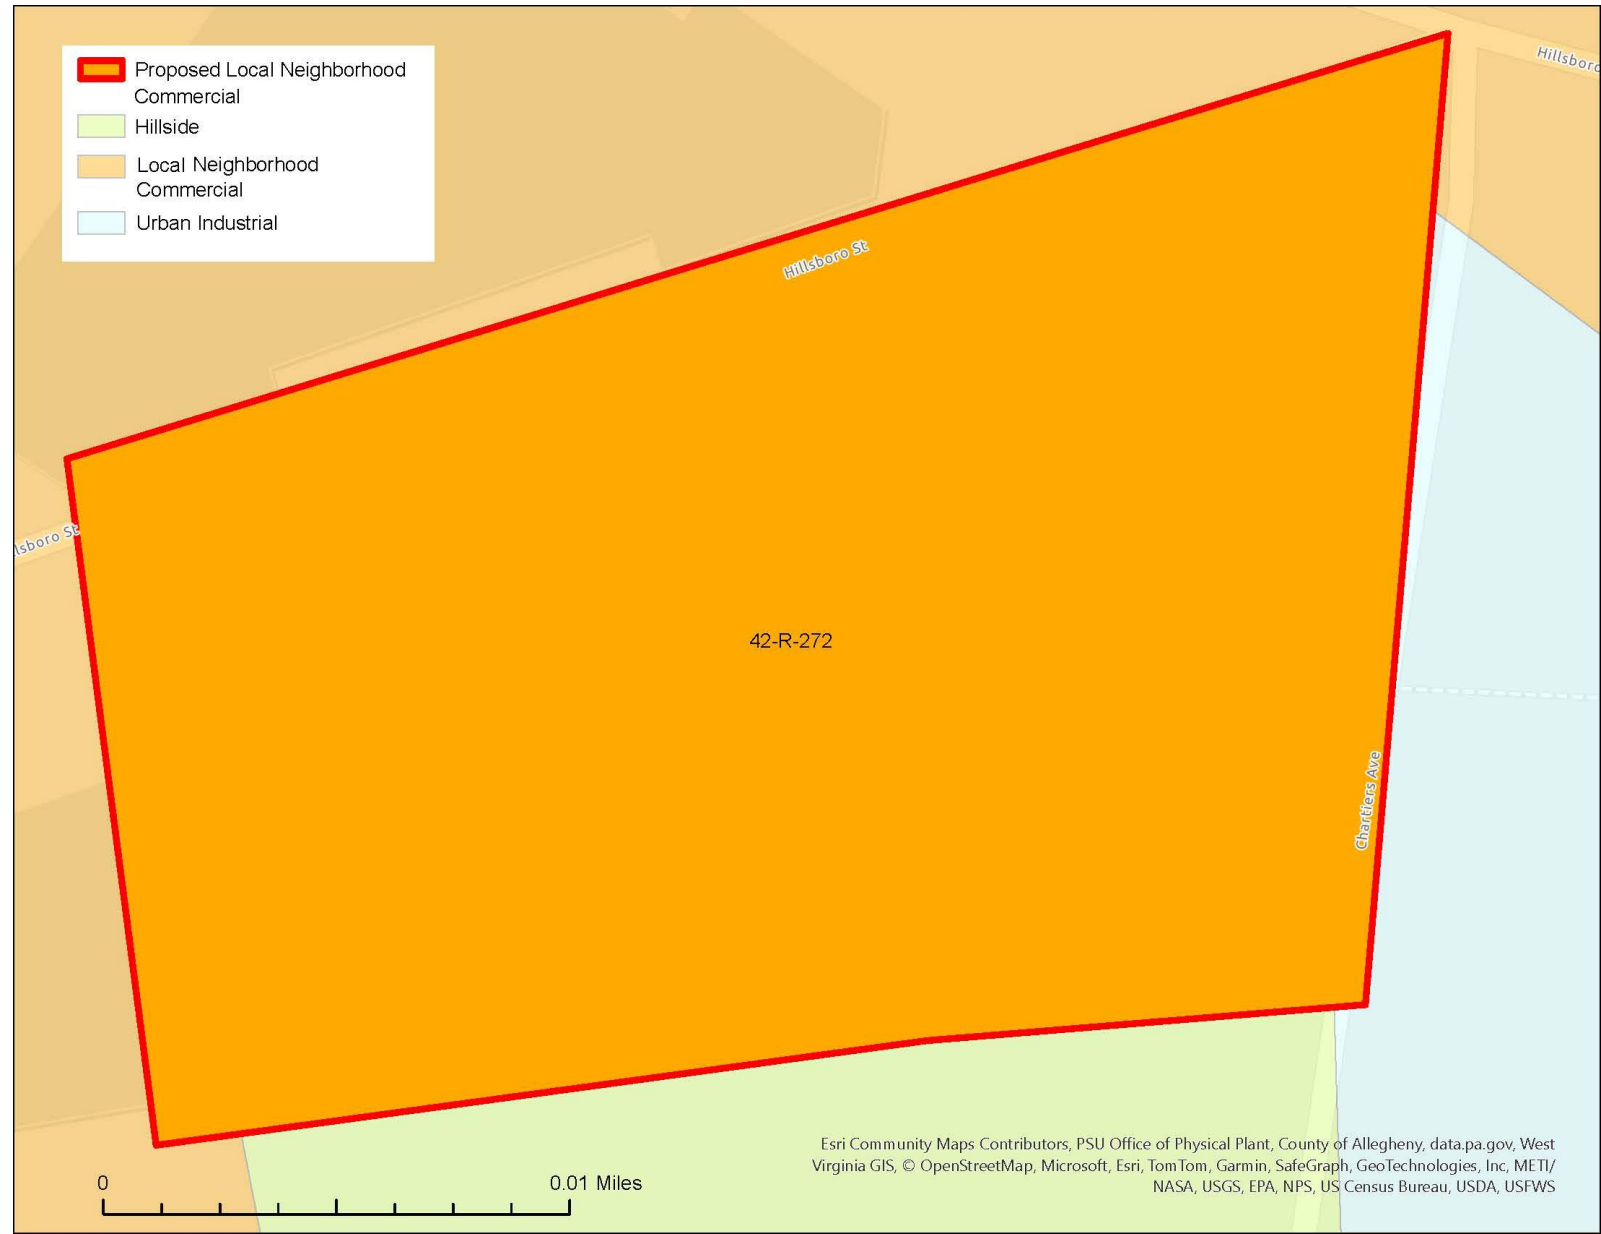 Proposed Local Neighborhood
Commercial
Hillside
Local Neighborhood
Commercial
Urban Industrial
Hillsboro
Hillsboro St
llsboro St
42-R-272
Chartiers Ave
Esri Community Maps Contributors, PSU Office of Physical Plant, County of Allegheny, data.pa.gov, West
Virginia GIS, © OpenStreetMap, Microsoft, Esri, TomTom, Garmin, SafeGraph, GeoTechnologies, Inc, METI/
NASA, USGS, EPA, NPS, US Census Bureau, USDA, USFWS
0 0.01 Miles